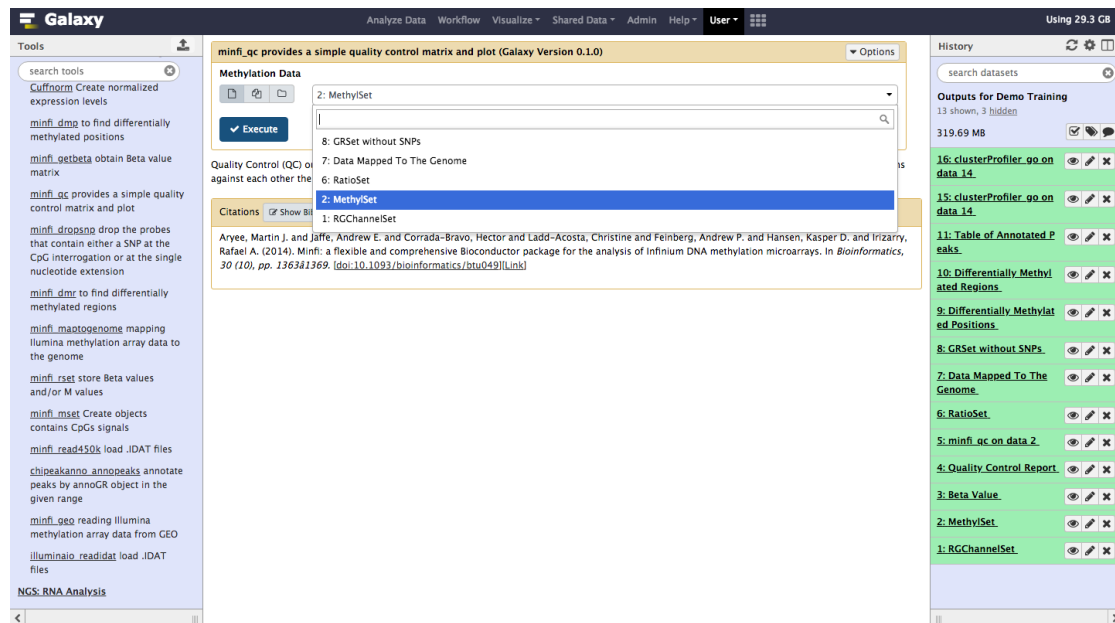 Galaxy
Analyze Data Workflow Visualize Shared Data Admin Help User
Using 29.3 GB
Tools
search tools
Cuffnorm Create normalized
expression levels
minfi_dmp to find differentially
methylated positions
minfi_getbeta obtain Beta value
matrix
minfi_qc provides a simple quality
control matrix and plot
minfi_dropsnp drop the probes
that contain either a SNP at the
CpG interrogation or at the single
nucleotide extension
minfi_dmr to find differentially
methylated regions
minfi_maptogenome mapping
Ilumina methylation array data to
the genome
minfi_rset store Beta values
and/or M values
minfi_mset Create objects
contains CpGs signals
minfi_read450k load .IDAT files
chipeakanno_annopeaks annotate
peaks by annoGR object in the
given range
minfi_geo reading Illumina
methylation array data from GEO
illuminaio_readidat load .IDAT
files
NGS: RNA Analysis
minfi_qc provides a simple quality control matrix and plot (Galaxy Version 0.1.0)
Options
Methylation Data
2: MethylSet
8: GRSet without SNPs
7: Data Mapped To The Genome
6: RatioSet
2: MethylSet
1: RGChannelSet
Execute
Quality Control (QC) o
against each other the
Citations Show Bi
Aryee, Martin J. and Jaffe, Andrew E. and Corrada-Bravo, Hector and Ladd-Acosta, Christine and Feinberg, Andrew P. and Hansen, Kasper D. and Irizarry,
Rafael A. (2014). Minfi: a flexible and comprehensive Bioconductor package for the analysis of Infinium DNA methylation microarrays. In Bioinformatics,
30 (10), pp. 1363â1369. [doi:10.1093/bioinformatics/btu049][Link]
History
search datasets
Outputs for Demo Training
13 shown, 3 hidden
319.69 MB
16: clusterProfiler_go on
data 14
15: clusterProfiler_go on
data 14
11: Table of Annotated P
eaks
10: Differentially Methyl
ated Regions
9: Differentially Methylat
ed Positions
8: GRSet without SNPs
7: Data Mapped To The
Genome
6: RatioSet
5: minfi_qc on data 2
4: Quality Control Report
3: Beta Value
2: MethylSet
1: RGChannelSet